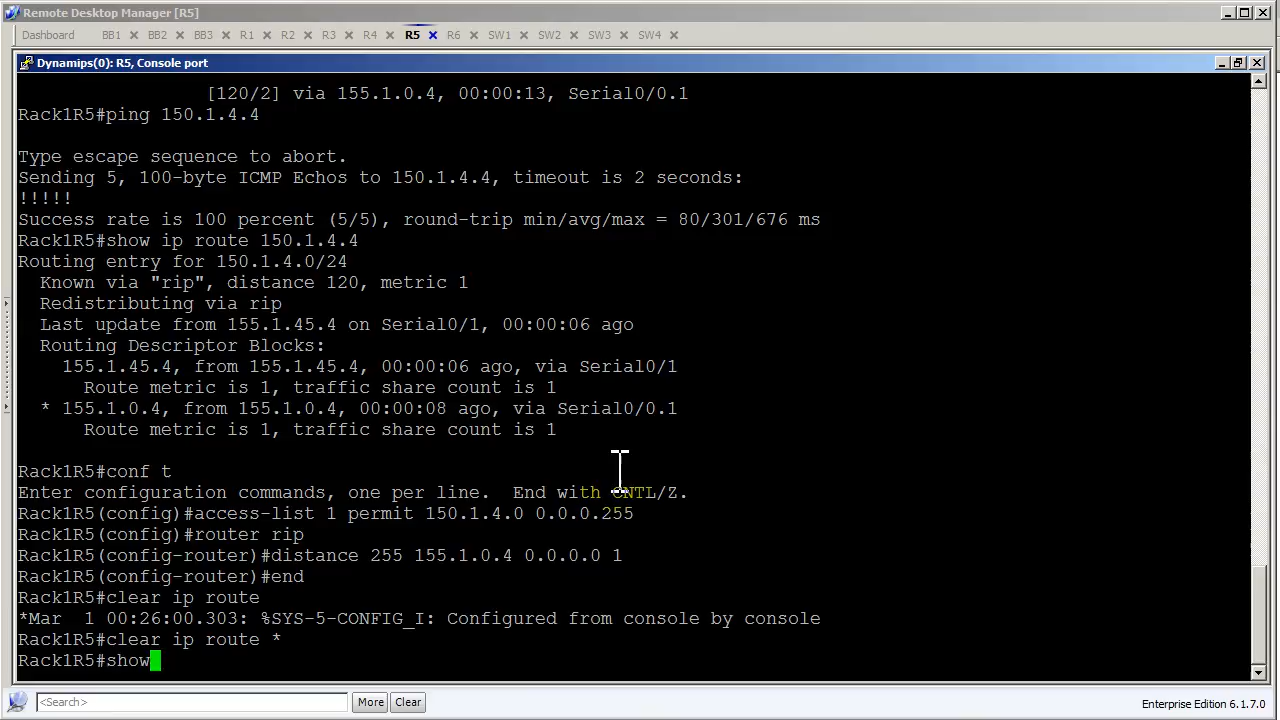 Remote Desktop Manager [R5]
Dashboard BB1 BB2 BB3 R1 R2 R3 R4 R5 R6 SW1 SW2 SW3 SW4
Dynamips(0): R5, Console port
[120/2] via 155.1.0.4, 00:00:13, Serial0/0.1
Rack1R5#ping 150.1.4.4
Type escape sequence to abort.
Sending 5, 100-byte ICMP Echos to 150.1.4.4, timeout is 2 seconds:
!!!!!
Success rate is 100 percent (5/5), round-trip min/avg/max = 80/301/676 ms
Rack1R5#show ip route 150.1.4.4
Routing entry for 150.1.4.0/24
Known via "rip", distance 120, metric 1
Redistributing via rip
Last update from 155.1.45.4 on Serial0/1, 00:00:06 ago
Routing Descriptor Blocks:
155.1.45.4, from 155.1.45.4, 00:00:06 ago, via Serial0/1
Route metric is 1, traffic share count is 1
* 155.1.0.4, from 155.1.0.4, 00:00:08 ago, via Serial0/0.1
Route metric is 1, traffic share count is 1
Rack1R5#conf t
Enter configuration commands, one per line. End with CNTL/Z.
Rack1R5(config)#access-list 1 permit 150.1.4.0 0.0.0.255
Rack1R5(config)#router rip
Rack1R5(config-router)#distance 255 155.1.0.4 0.0.0.0 1
Rack1R5(config-router)#end
Rack1R5#clear ip route
*Mar 1 00:26:00.303: %SYS-5-CONFIG_I: Configured from console by console
Rack1R5#clear ip route *
Rack1R5#show
<Search> More Clear Enterprise Edition 6.1.7.0